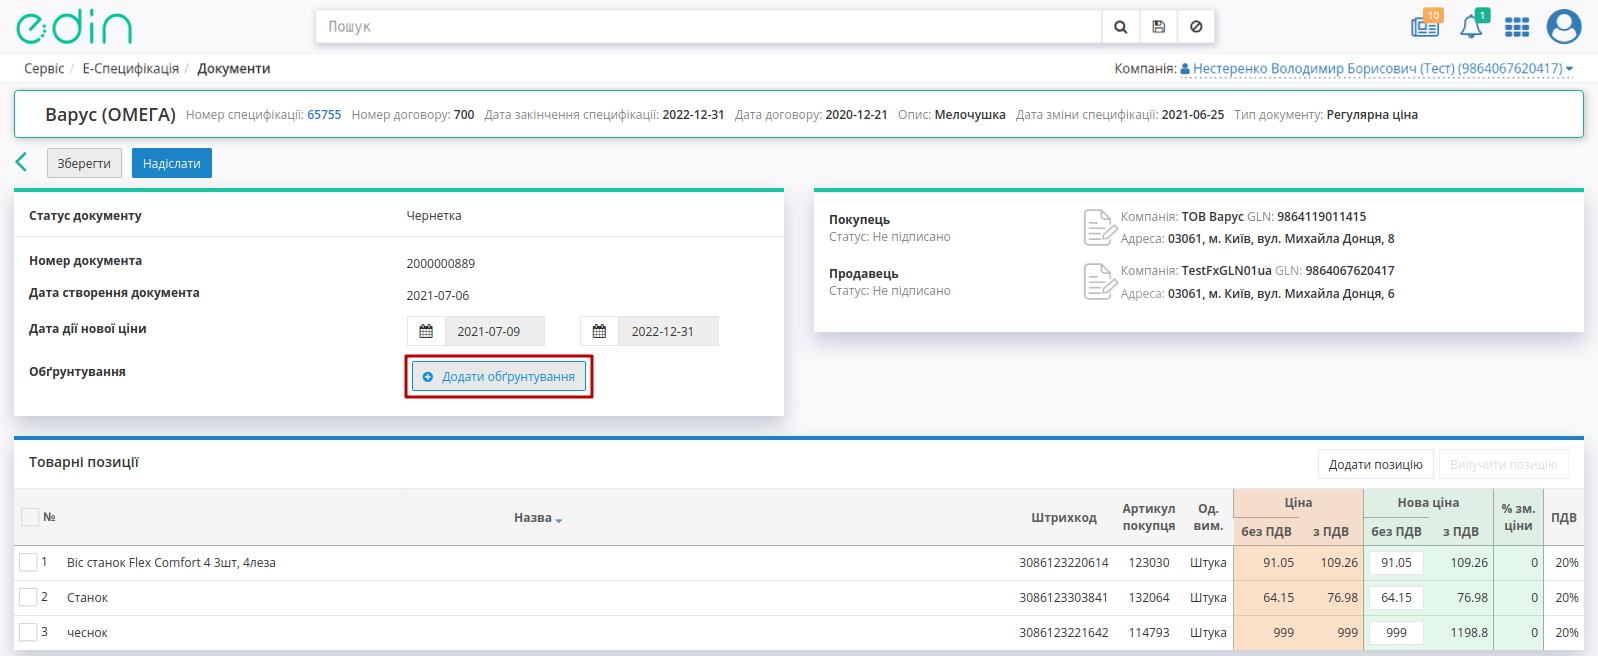 edin
Пошук
10
1
Сервіс / Е-Специфікація / Документи
Компанія: Нестеренко Володимир Борисович (Тест) (9864067620417)
Варус (ОМЕГА) Номер специфікації: 65755 Номер договору: 700 Дата закінчення специфікації: 2022-12-31 Дата договору: 2020-12-21 Опис: Мелочушка Дата зміни специфікації: 2021-06-25 Тип документу: Регулярна ціна
Зберегти Надіслати
Статус документу Чернетка
Номер документа 2000000889
Дата створення документа 2021-07-06
Дата дії нової ціни 2021-07-09 2022-12-31
Обґрунтування Додати обґрунтування
Покупець
Статус: Не підписано
Компанія: ТОВ Варус GLN: 9864119011415
Адреса: 03061, м. Київ, вул. Михайла Донця, 8
Продавець
Статус: Не підписано
Компанія: TestFxGLN01ua GLN: 9864067620417
Адреса: 03061, м. Київ, вул. Михайла Донця, 6
Товарні позиції
Додати позицію Вилучити позицію
№ Назва Штрихкод Артикул покупця Од. вим. Ціна без ПДВ з ПДВ Нова ціна без ПДВ з ПДВ % зм. ціни ПДВ
1 Віс станок Flex Comfort 4 3шт, 4леза 3086123220614 123030 Штука 91.05 109.26 91.05 109.26 0 20%
2 Станок 3086123303841 132064 Штука 64.15 76.98 64.15 76.98 0 20%
3 чеснок 3086123221642 114793 Штука 999 999 999 1198.8 0 20%